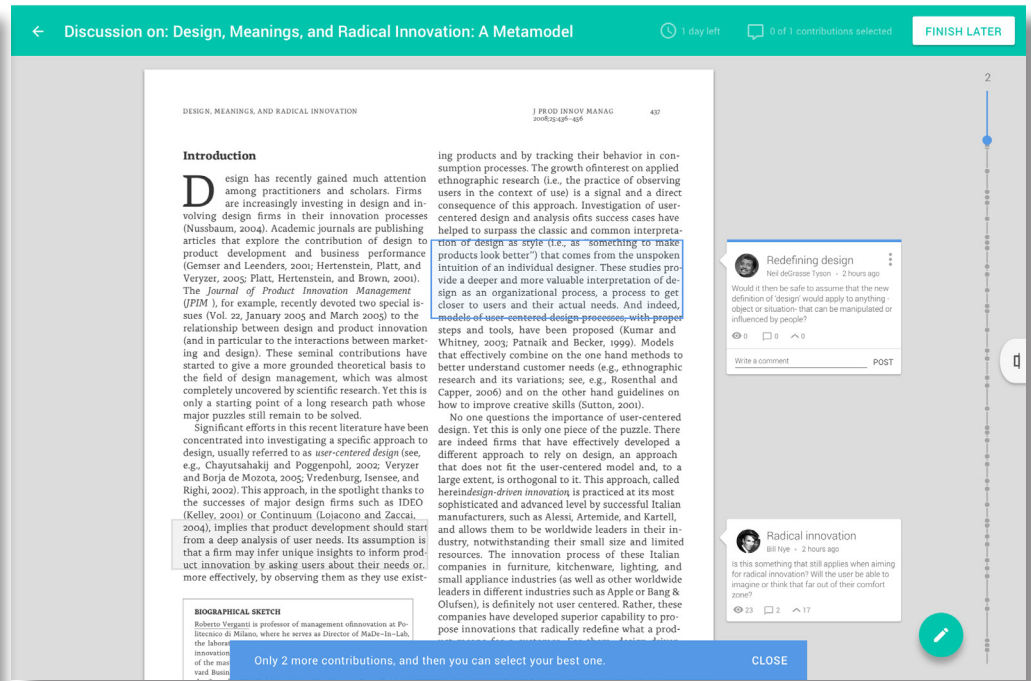 Discussion on: Design, Meanings, and Radical Innovation: A Metamodel
1 day left
0 of 1 contributions selected
FINISH LATER
2
DESIGN, MEANINGS, AND RADICAL INNOVATION
J PROD INNOV MANAG
2008;25:436–456
437
Introduction
Design has recently gained much attention
among practitioners and scholars. Firms
are increasingly investing in design and in-
volving design firms in their innovation processes
(Nussbaum, 2004). Academic journals are publishing
articles that explore the contribution of design to
product development and business performance
(Gemser and Leenders, 2001; Hertenstein, Platt, and
Veryzer, 2005; Platt, Hertenstein, and Brown, 2001).
The Journal of Product Innovation Management
(JPIM ), for example, recently devoted two special is-
sues (Vol. 22, January 2005 and March 2005) to the
relationship between design and product innovation
(and in particular to the interactions between market-
ing and design). These seminal contributions have
started to give a more grounded theoretical basis to
the field of design management, which was almost
completely uncovered by scientific research. Yet this is
only a starting point of a long research path whose
major puzzles still remain to be solved.
Significant efforts in this recent literature have been
concentrated into investigating a specific approach to
design, usually referred to as user-centered design (see,
e.g., Chayutsahakij and Poggenpohl, 2002; Veryzer
and Borja de Mozota, 2005; Vredenburg, Isensee, and
Righi, 2002). This approach, in the spotlight thanks to
the successes of major design firms such as IDEO
(Kelley, 2001) or Continuum (Lojacono and Zaccai,
2004), implies that product development should start
from a deep analysis of user needs. Its assumption is
that a firm may infer unique insights to inform prod-
uct innovation by asking users about their needs or,
more effectively, by observing them as they use exist-
BIOGRAPHICAL SKETCH
Roberto Verganti is professor of management ofinnovation at Po-
litecnico di Milano, where he serves as Director of MaDe–In–Lab,
the laborat
innovation
of the mas
vard Busin
ing products and by tracking their behavior in con-
sumption processes. The growth ofinterest on applied
ethnographic research (i.e., the practice of observing
users in the context of use) is a signal and a direct
consequence of this approach. Investigation of user-
centered design and analysis ofits success cases have
helped to surpass the classic and common interpreta-
tion of design as style (i.e., as "something to make
products look better") that comes from the unspoken
intuition of an individual designer. These studies pro-
vide a deeper and more valuable interpretation of de-
sign as an organizational process, a process to get
closer to users and their actual needs. And indeed,
models of user-centered design processes, with proper
steps and tools, have been proposed (Kumar and
Whitney, 2003; Patnaik and Becker, 1999). Models
that effectively combine on the one hand methods to
better understand customer needs (e.g., ethnographic
research and its variations; see, e.g., Rosenthal and
Capper, 2006) and on the other hand guidelines on
how to improve creative skills (Sutton, 2001).
No one questions the importance of user-centered
design. Yet this is only one piece of the puzzle. There
are indeed firms that have effectively developed a
different approach to rely on design, an approach
that does not fit the user-centered model and, to a
large extent, is orthogonal to it. This approach, called
hereindesign-driven innovation, is practiced at its most
sophisticated and advanced level by successful Italian
manufacturers, such as Alessi, Artemide, and Kartell,
and allows them to be worldwide leaders in their in-
dustry, notwithstanding their small size and limited
resources. The innovation process of these Italian
companies in furniture, kitchenware, lighting, and
small appliance industries (as well as other worldwide
leaders in different industries such as Apple or Bang &
Olufsen), is definitely not user centered. Rather, these
companies have developed superior capability to pro-
pose innovations that radically redefine what a prod-
Redefining design
Neil deGrasse Tyson - 2 hours ago
Would it then be safe to assume that the new
definition of 'design' would apply to anything -
object or situation- that can be manipulated or
influenced by people?
0 0 0
Write a comment
POST
Radical innovation
Bill Nye - 2 hours ago
Is this something that still applies when aiming
for radical innovation? Will the user be able to
imagine or think that far out of their comfort
zone?
23 2 17
Only 2 more contributions, and then you can select your best one.
CLOSE